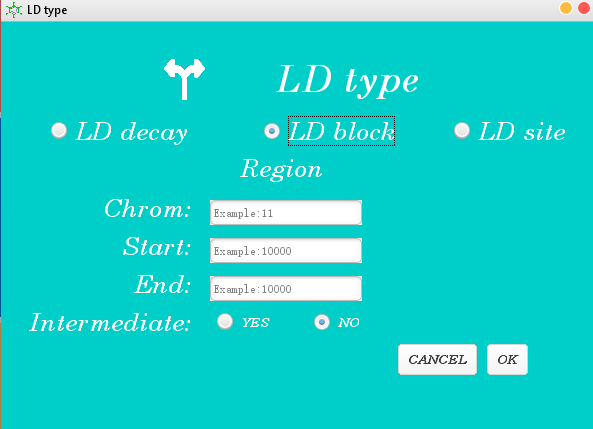 LD type
LD type
LD decay LD block LD site
Region
Chrom: Example:11
Start: Example:10000
End: Example:10000
Intermediate: YES NO
CANCEL OK